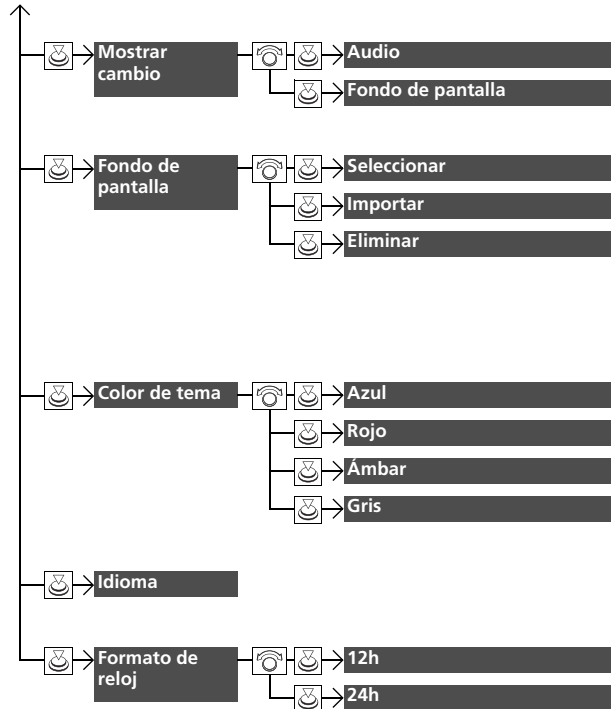 Mostrar
cambio
Audio
Fondo de pantalla
Fondo de
pantalla
Seleccionar
Importar
Eliminar
Color de tema
Azul
Rojo
Ámbar
Gris
Idioma
Formato de
reloj
12h
24h